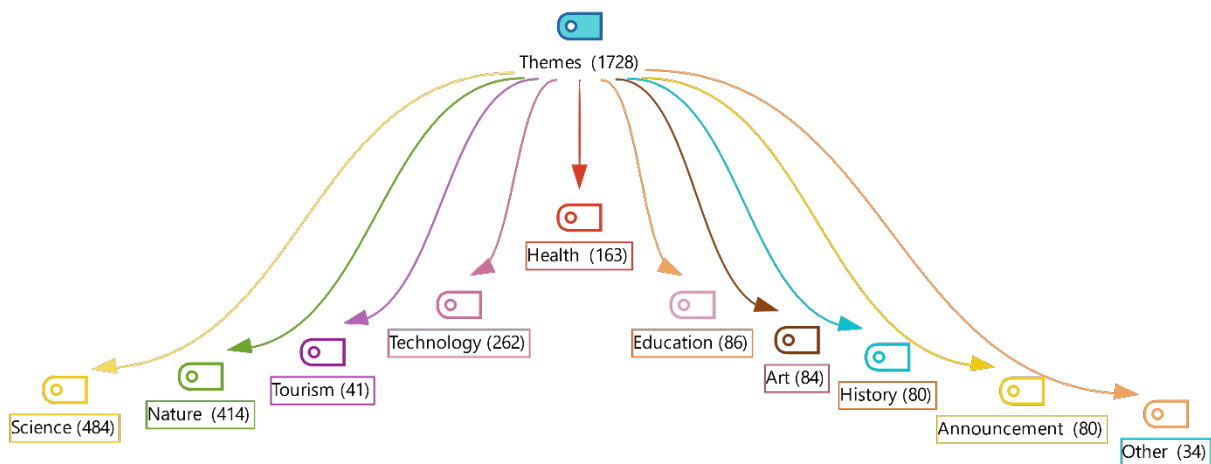 Themes (1728)
Health (163)
Technology (262)
Education (86)
Tourism (41)
Art (84)
History (80)
Nature (414)
Science (484)
Announcement (80)
Other (34)